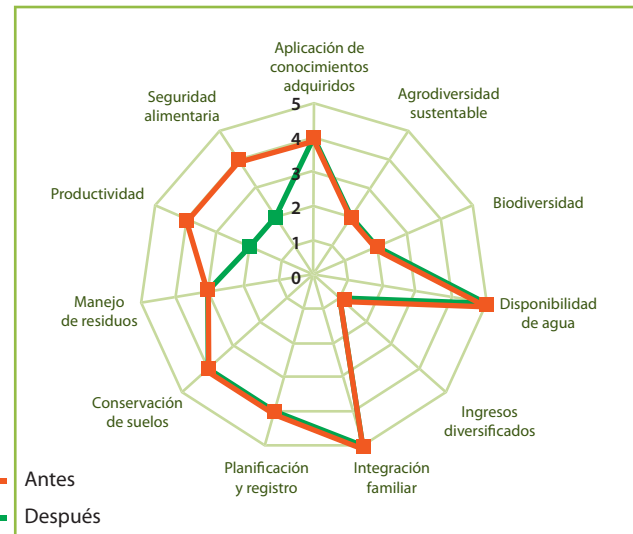 Aplicación de
conocimientos
adquiridos
Agrodiversidad
sustentable
Biodiversidad
Disponibilidad
de agua
Ingresos
diversificados
Integración
familiar
Planificación
y registro
Conservación
de suelos
Manejo
de residuos
Productividad
Seguridad
alimentaria
5
4
3
2
1
0
Antes
Después